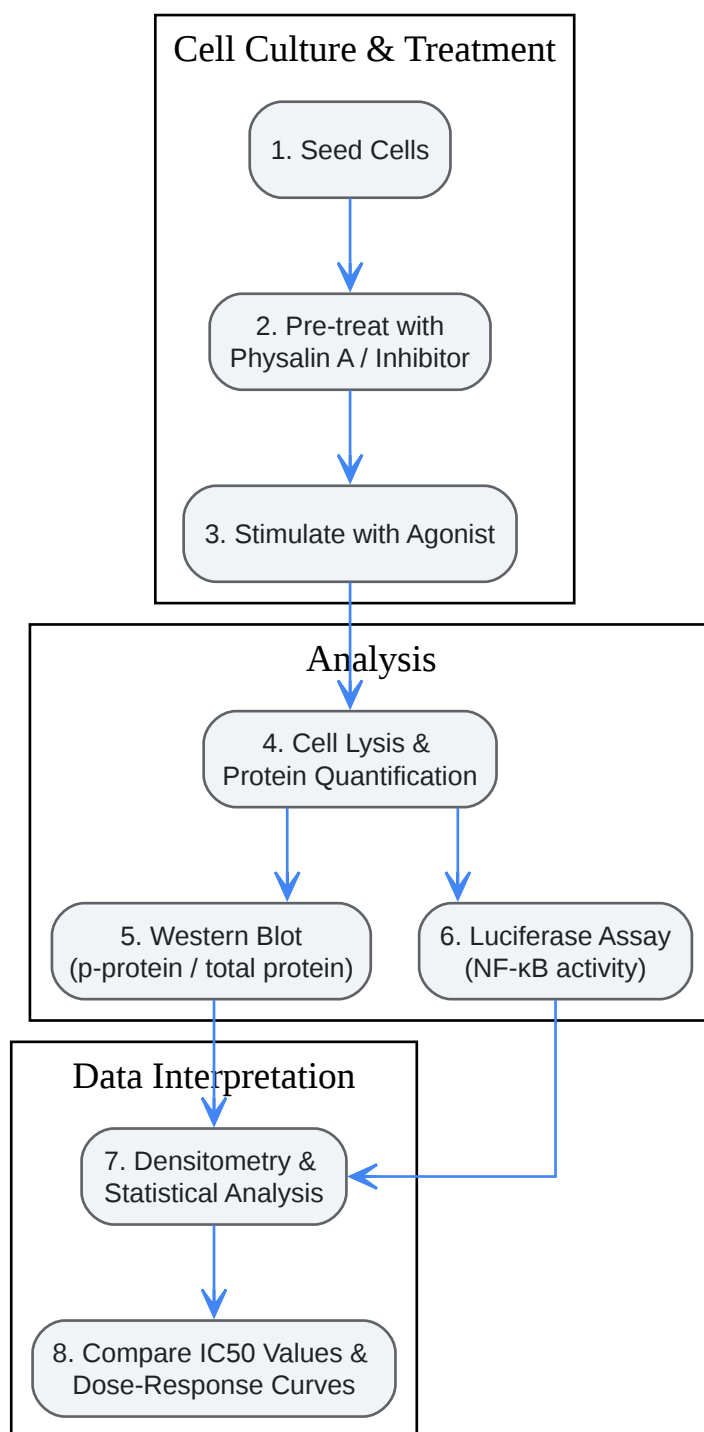 Cell Culture & Treatment
1. Seed Cells
2. Pre-treat with
Physalin A / Inhibitor
3. Stimulate with Agonist
Analysis
4. Cell Lysis &
Protein Quantification
5. Western Blot
(p-protein / total protein)
6. Luciferase Assay
(NF-κB activity)
Data Interpretation
7. Densitometry &
Statistical Analysis
8. Compare IC50 Values &
Dose-Response Curves